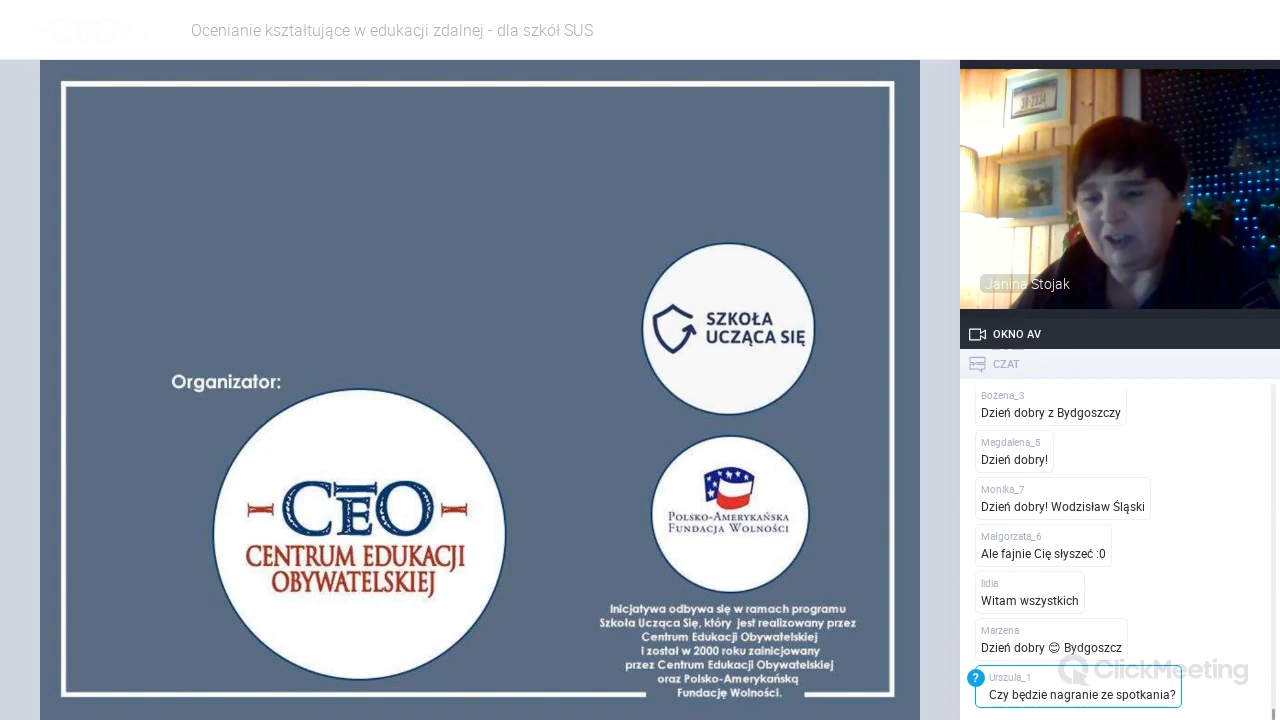 Ocenianie kształtujące w edukacji zdalnej - dla szkół SUS
SZKOŁA
UCZĄCA SIĘ
Organizator:
CEO
CENTRUM EDUKACJI
OBYWATELSKIEJ
POLSKO-AMERYKAŃSKA
FUNDACJA WOLNOŚCI
Inicjatywa odbywa się w ramach programu
Szkoła Ucząca Się, który jest realizowany przez
Centrum Edukacji Obywatelskiej
i został w 2000 roku zainicjowany
przez Centrum Edukacji Obywatelskiej
oraz Polsko-Amerykańską
Fundację Wolności.
Janina Stojak
OKNO AV
CZAT
Bożena_3
Dzień dobry z Bydgoszczy
Magdalena_5
Dzień dobry!
Monika_7
Dzień dobry! Wodzisław Śląski
Małgorzata_6
Ale fajnie Cię słyszeć :0
lidia
Witam wszystkich
Marzena
Dzień dobry 😊 Bydgoszcz
ClickMeeting
?
Urszula_1
Czy będzie nagranie ze spotkania?